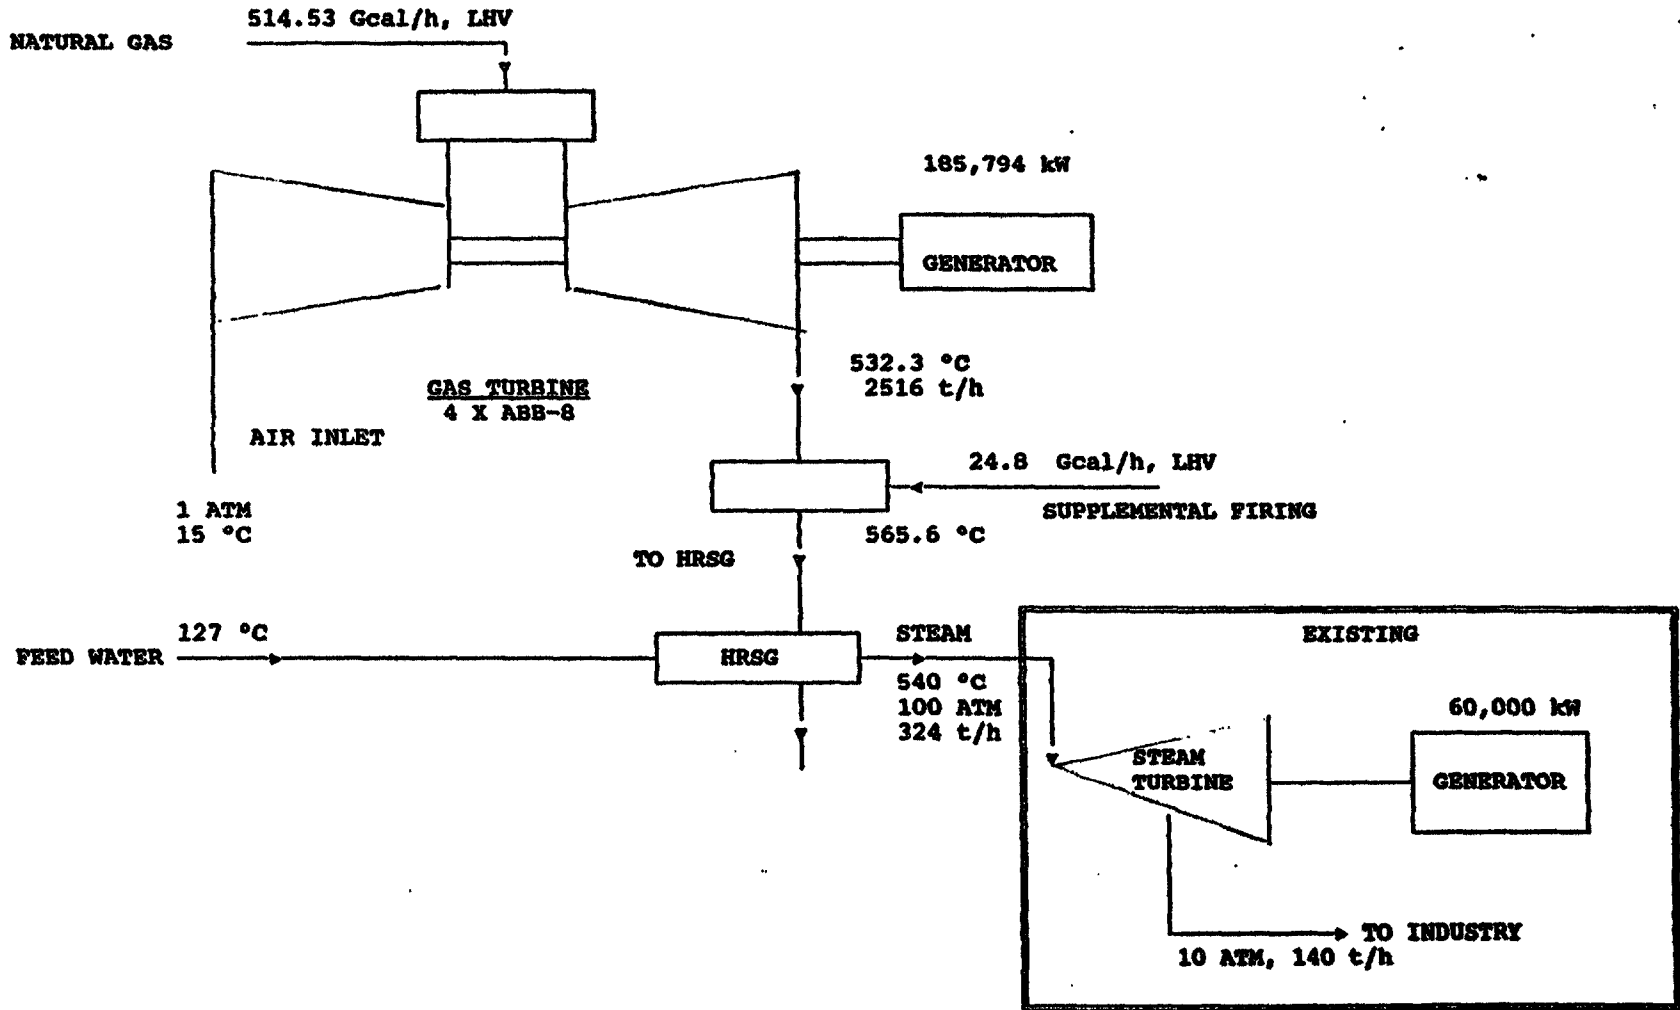 514.53 Gcal/h, LHV
NATURAL GAS
185,794 kW
GENERATOR
532.3 °C
2516 t/h
GAS TURBINE
4 X ABB-8
AIR INLET
1 ATM
15 °C
24.8 Gcal/h, LHV
SUPPLEMENTAL FIRING
565.6 °C
TO HRSG
127 °C
FEED WATER
HRSG
STEAM
540 °C
100 ATM
324 t/h
EXISTING
60,000 kW
STEAM
TURBINE
GENERATOR
TO INDUSTRY
10 ATM, 140 t/h